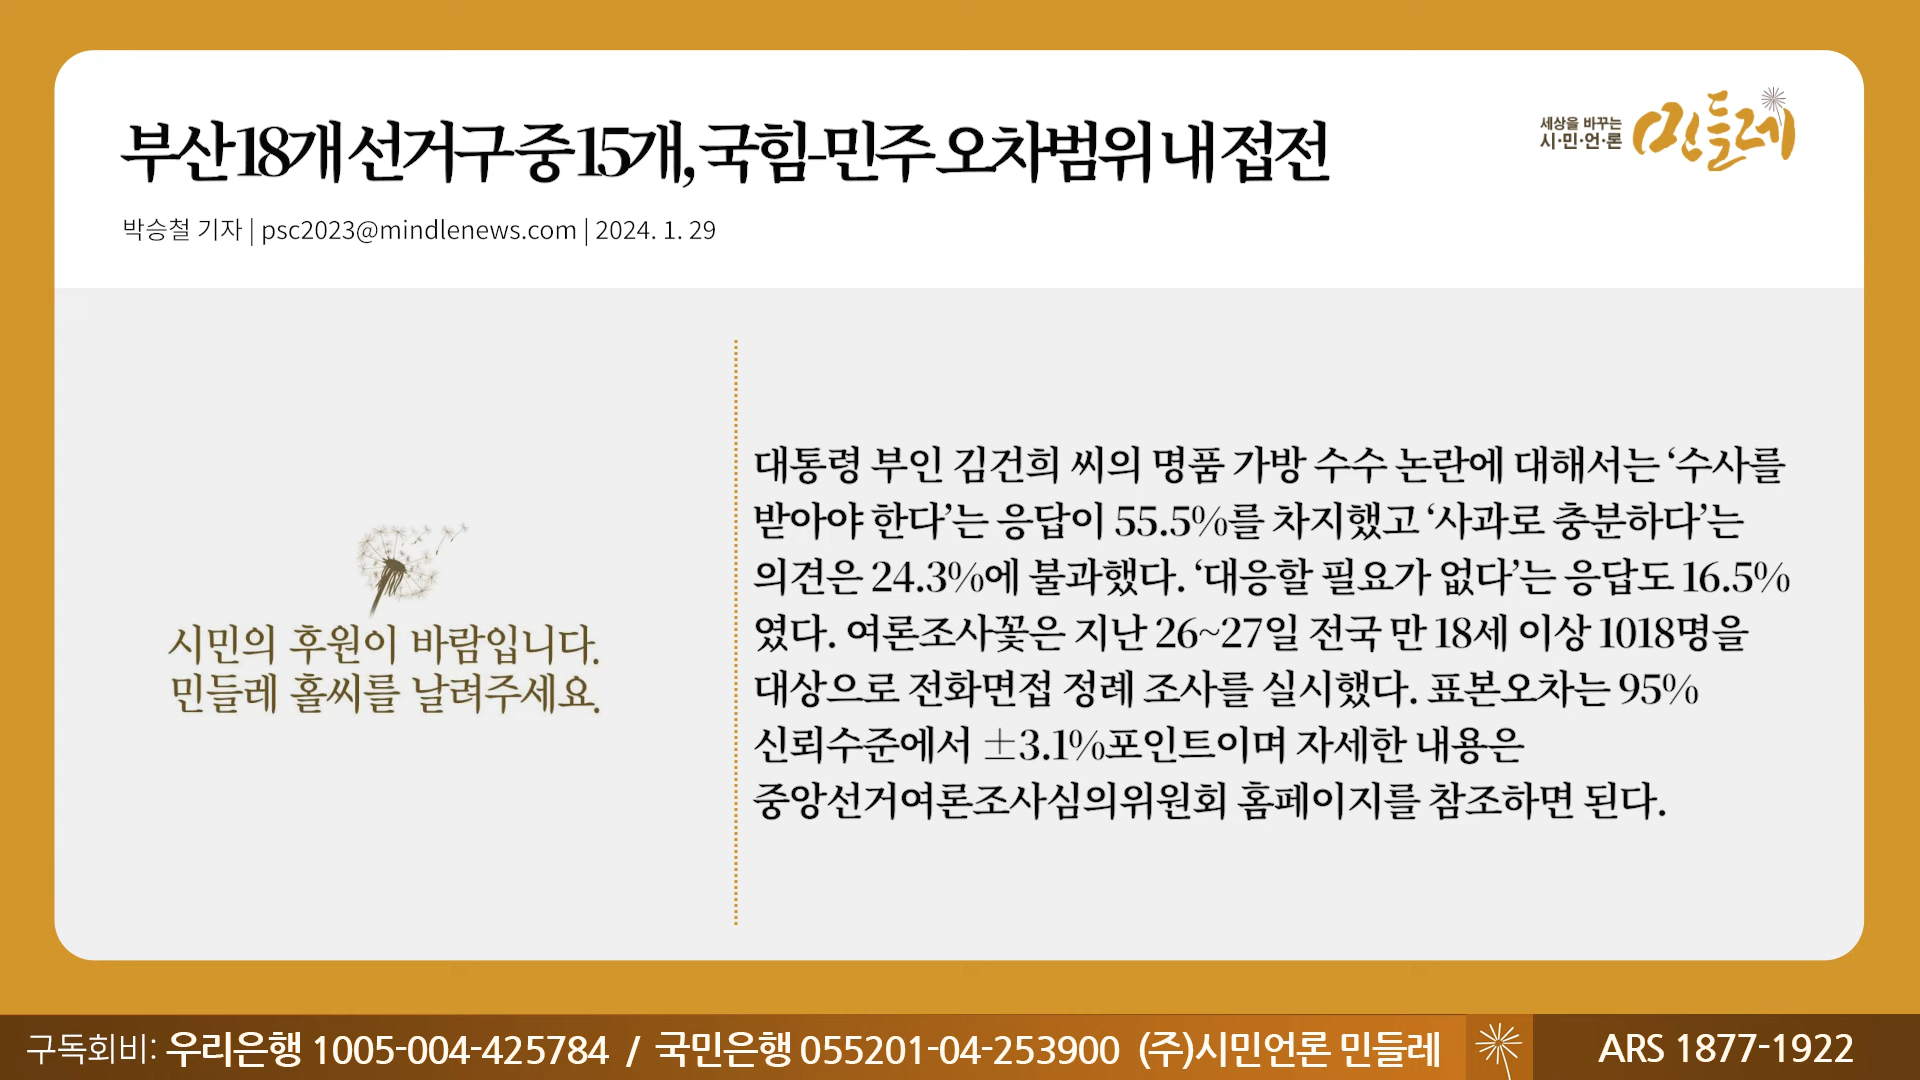 부산 18개 선거구 중 15개, 국힘-민주 오차범위 내 접전
박승철 기자 | psc2023@mindlenews.com | 2024. 1. 29
세상을 바꾸는
시·민·언·론
민들레
시민의 후원이 바람입니다.
민들레 홀씨를 날려주세요.
대통령 부인 김건희 씨의 명품 가방 수수 논란에 대해서는 ‘수사를
받아야 한다’는 응답이 55.5%를 차지했고 ‘사과로 충분하다’는
의견은 24.3%에 불과했다. ‘대응할 필요가 없다’는 응답도 16.5%
였다. 여론조사꽃은 지난 26~27일 전국 만 18세 이상 1018명을
대상으로 전화면접 정례 조사를 실시했다. 표본오차는 95%
신뢰수준에서 ±3.1%포인트이며 자세한 내용은
중앙선거여론조사심의위원회 홈페이지를 참조하면 된다.
구독회비: 우리은행 1005-004-425784 / 국민은행 055201-04-253900 (주)시민언론 민들레
ARS 1877-1922